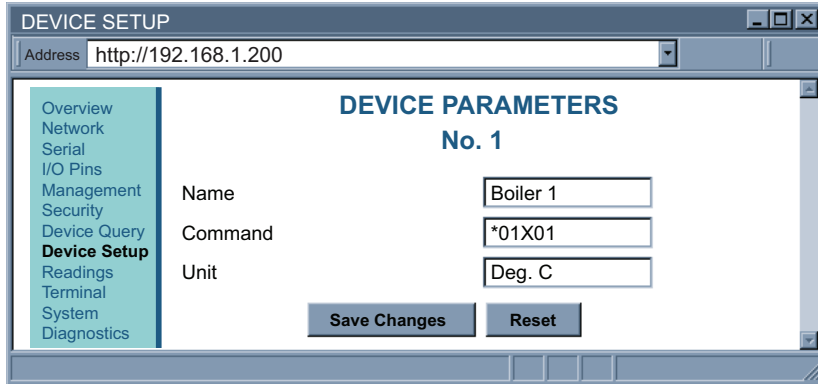 DEVICE SETUP
Address http://192.168.1.200
Overview
Network
Serial
I/O Pins
Management
Security
Device Query
Device Setup
Readings
Terminal
System
Diagnostics
DEVICE PARAMETERS
No. 1
Name Boiler 1
Command *01X01
Unit Deg. C
Save Changes Reset